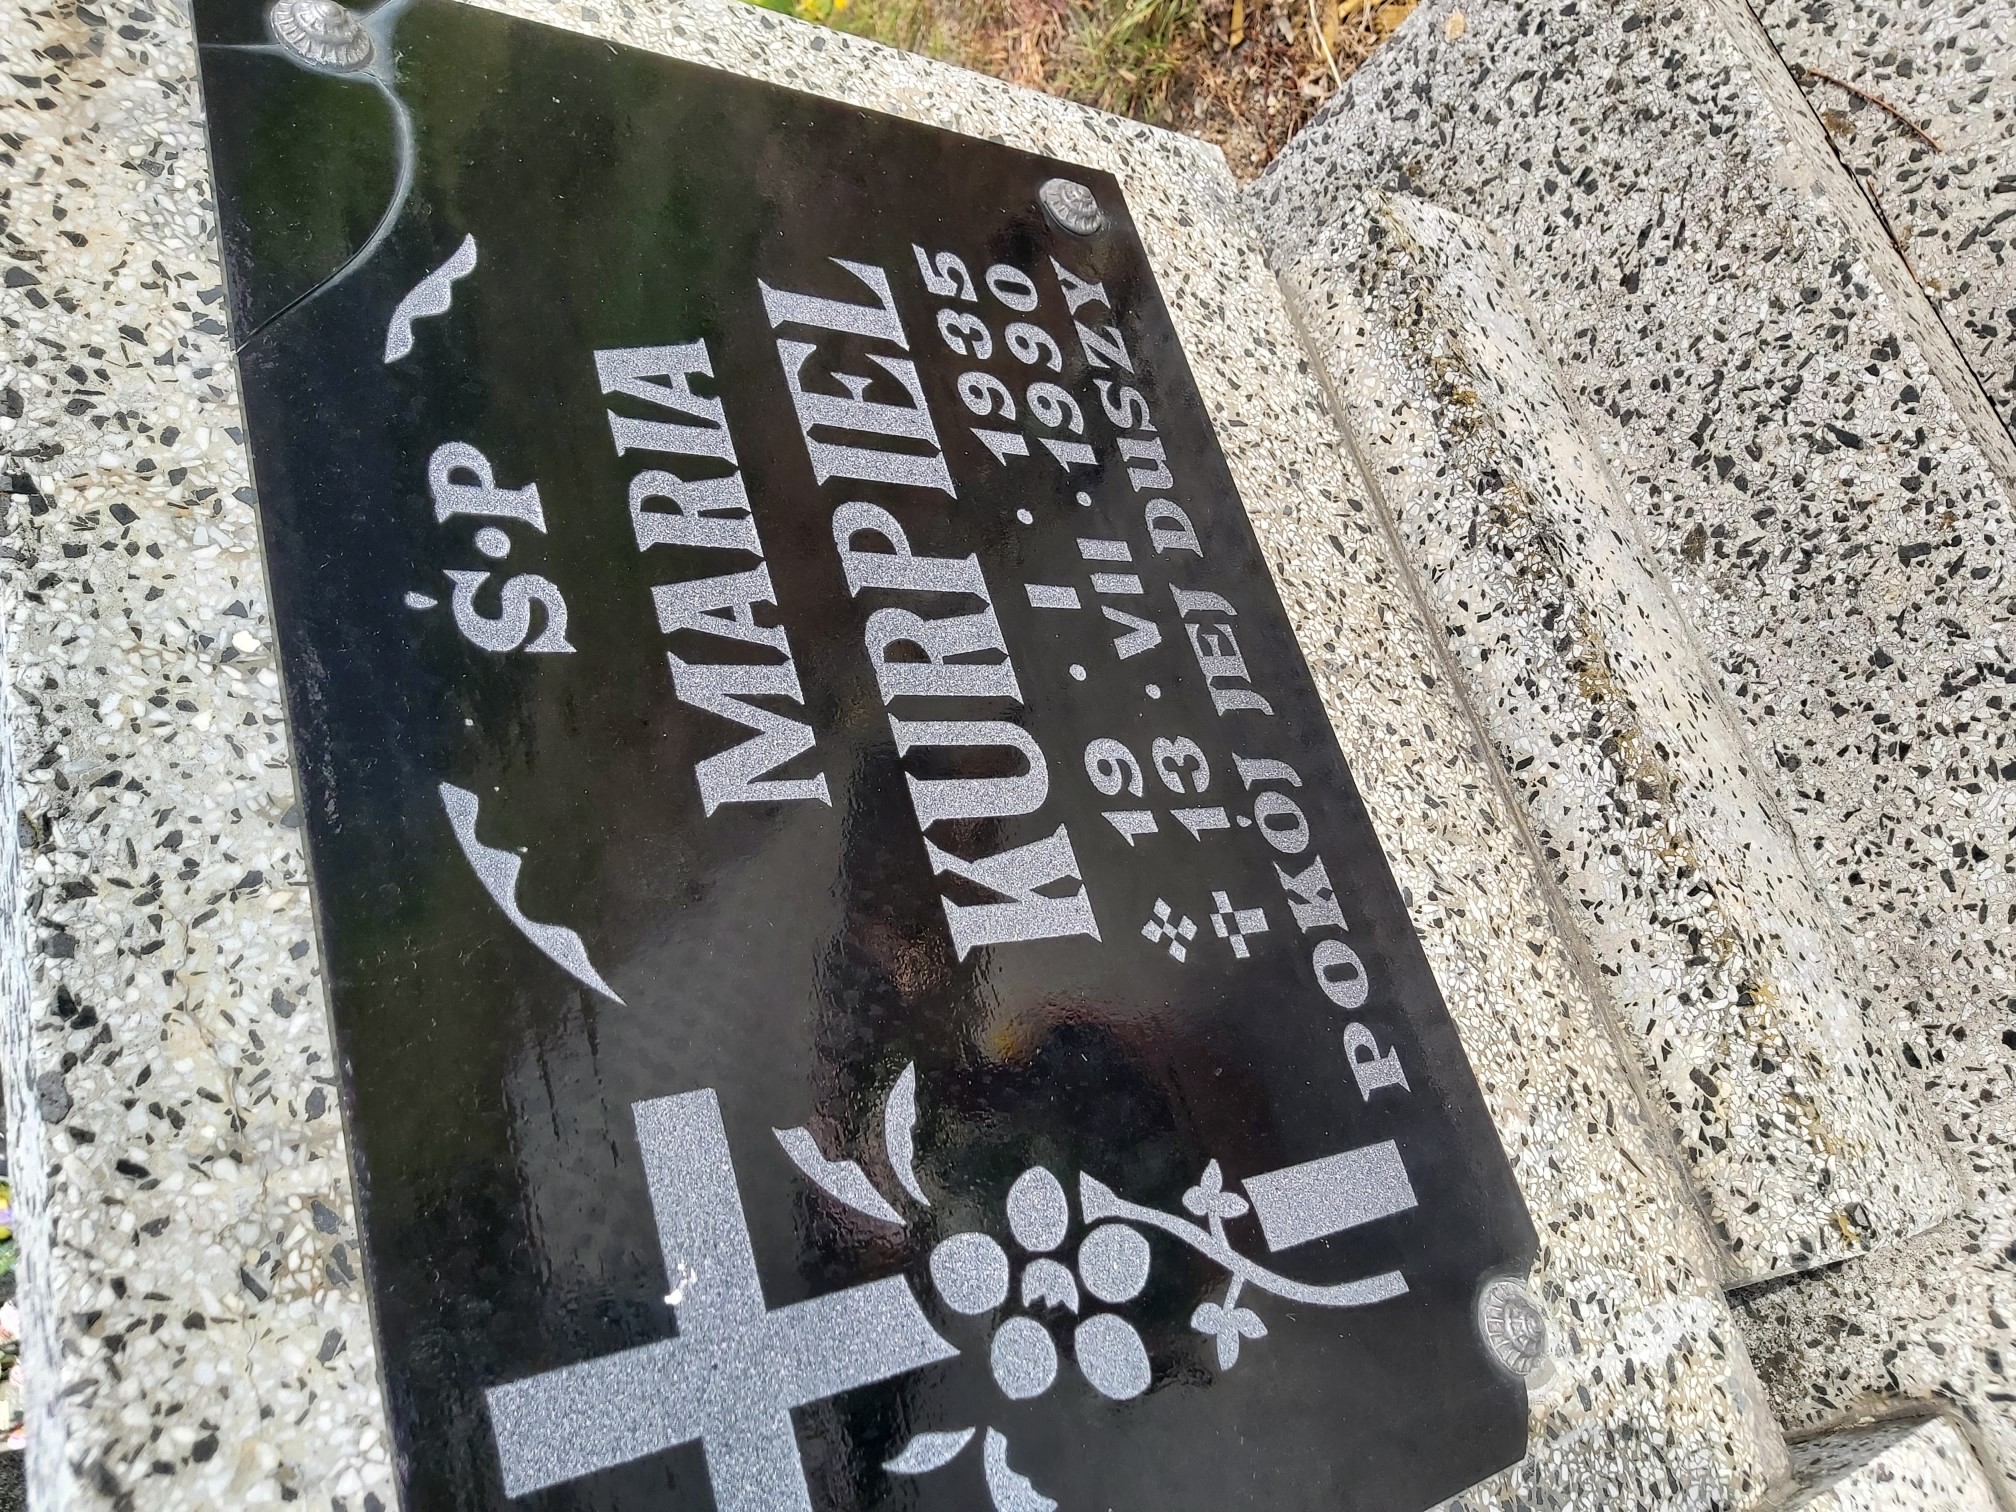 Ś.P
MARIA
KURPIEL
19. I. 1935
13. VII. 1990
POKÓJ JEJ DUSZY